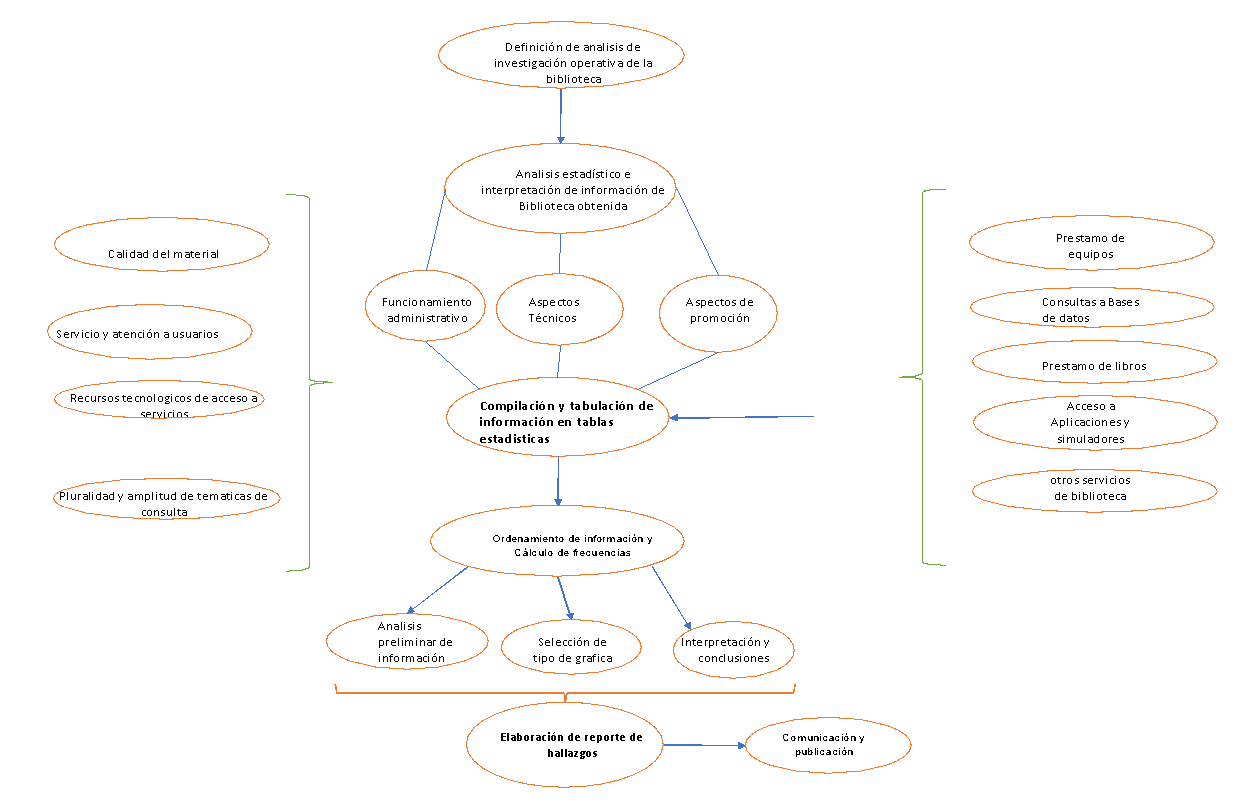 Definición de analisis de
investigación operativa de la
biblioteca
Analisis estadístico e
interpretación de información de
Biblioteca obtenida
Funcionamiento
administrativo
Aspectos
Técnicos
Aspectos de
promoción
Calidad del material
Servicio y atención a usuarios
Recursos tecnologicos de acceso a
servicios
Pluralidad y amplitud de tematicas de
consulta
Prestamo de
equipos
Consultas a Bases
de datos
Prestamo de libros
Acceso a
Aplicaciones y
simuladores
otros servicios
de biblioteca
Compilación y tabulación de
información en tablas
estadísticas
Ordenamiento de información y
Cálculo de frecuencias
Analisis
preliminar de
información
Selección de
tipo de grafica
Interpretación y
conclusiones
Elaboración de reporte de
hallazgos
Comunicación y
publicación